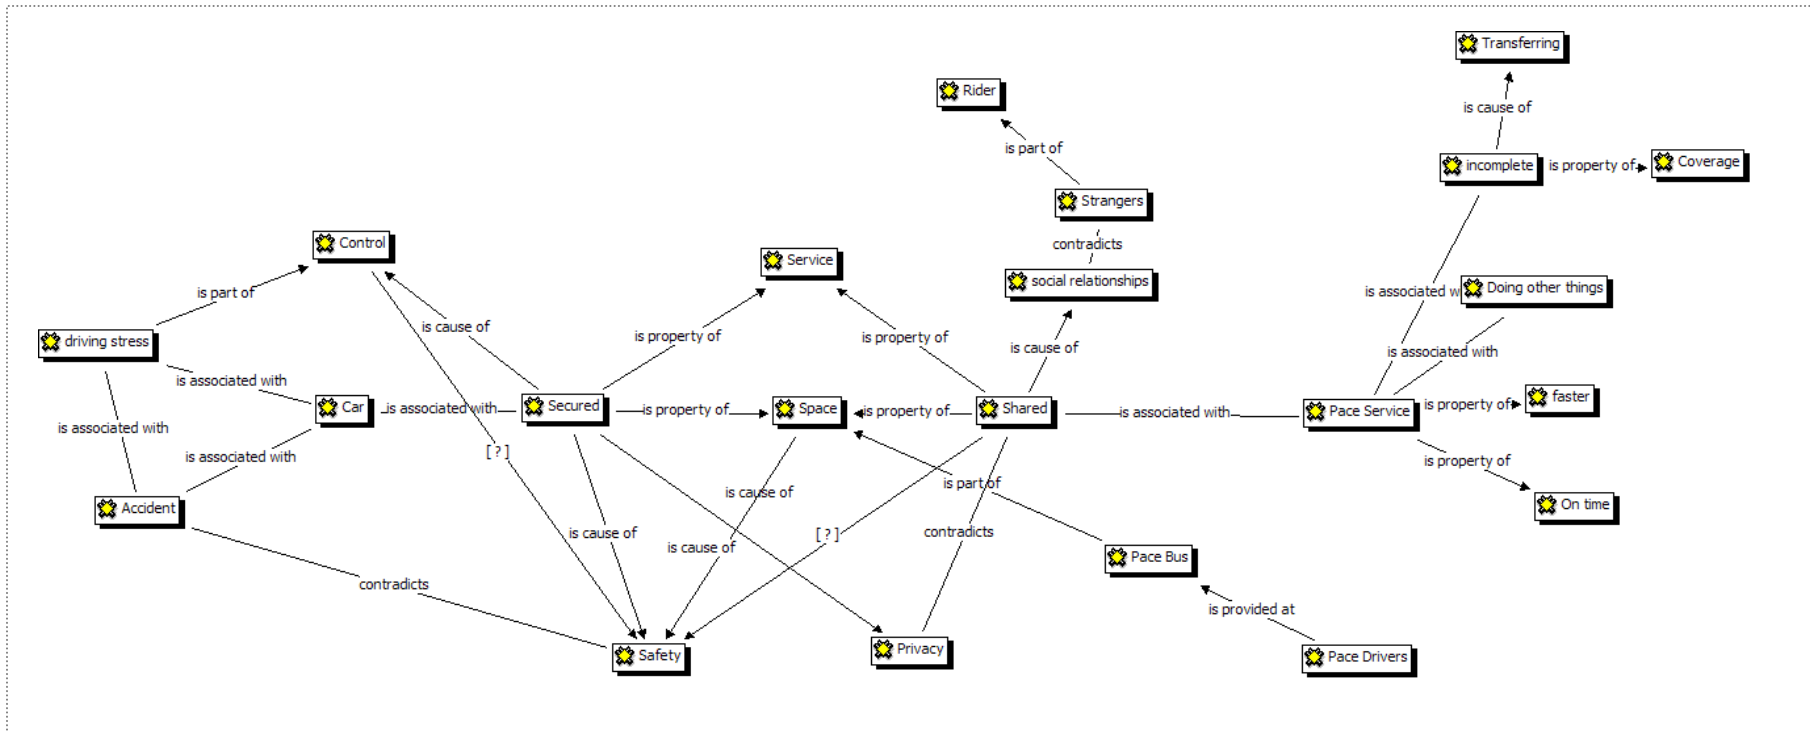 Transferring
Rider
is cause of
is part of
incomplete
is property of
Coverage
Strangers
Control
contradicts
Service
social relationships
is part of
is associated w
Doing other things
is cause of
driving stress
is property of
is property of
is cause of
is associated with
is associated with
Car
is associated with
Secured
is property of
Space
is property of
Shared
is associated with
Pace Service
is property of
faster
is associated with
[ ? ]
is associated with
is property of
is part of
is cause of
Accident
On time
is cause of
[ ? ]
contradicts
is cause of
Pace Bus
contradicts
is provided at
Safety
Privacy
Pace Drivers